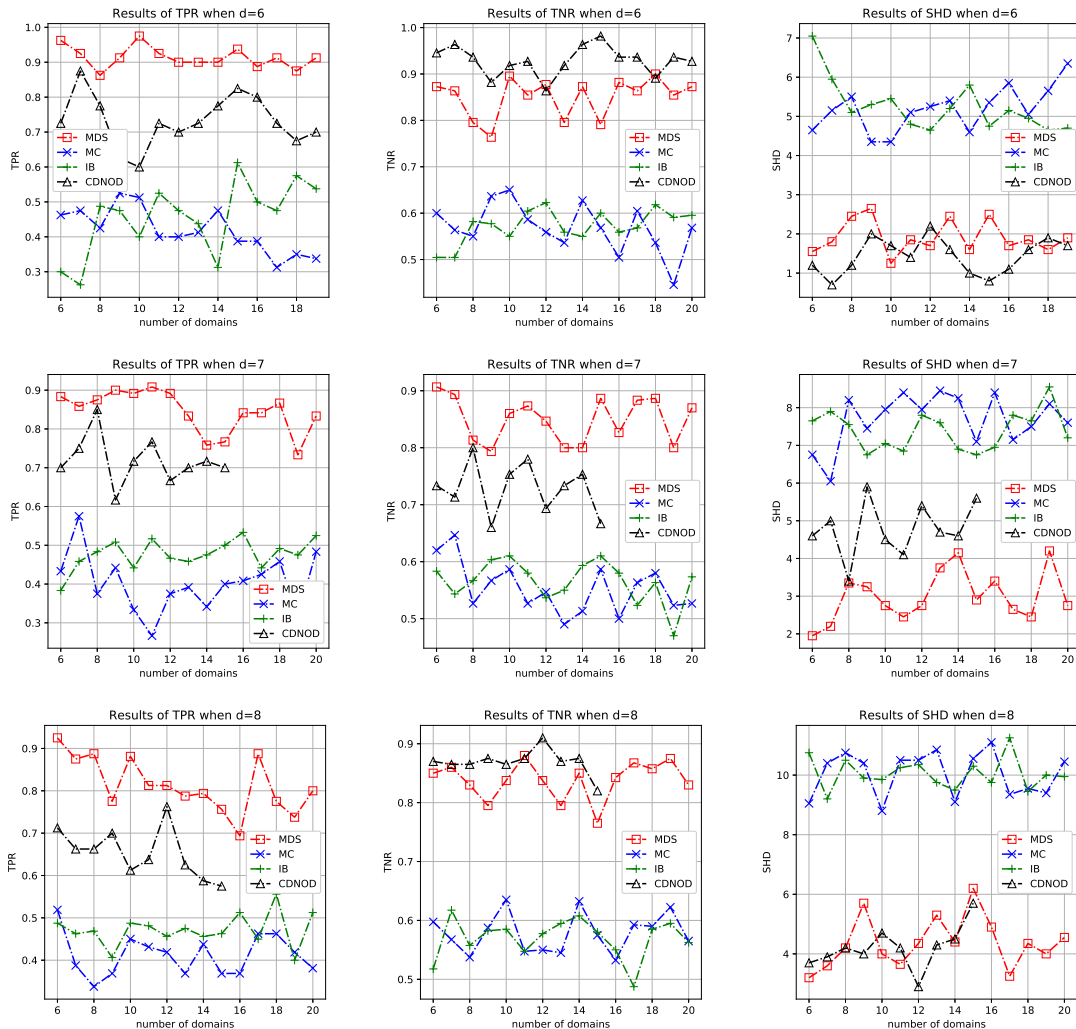 Results of TPR when d=6
1.0
0.9
0.8
0.7
0.6
0.5
0.4
0.3
TPR
MDS
MC
IB
CDNOD
6 8 10 12 14 16 18
number of domains
Results of TNR when d=6
1.0
0.9
0.8
0.7
0.6
0.5
TNR
MDS
MC
IB
CDNOD
6 8 10 12 14 16 18 20
number of domains
Results of SHD when d=6
7
6
5
4
3
2
1
SHD
MDS
MC
IB
CDNOD
6 8 10 12 14 16 18
number of domains
Results of TPR when d=7
0.9
0.8
0.7
0.6
0.5
0.4
0.3
TPR
MDS
MC
IB
CDNOD
6 8 10 12 14 16 18 20
number of domains
Results of TNR when d=7
0.9
0.8
0.7
0.6
0.5
TNR
MDS
MC
IB
CDNOD
6 8 10 12 14 16 18 20
number of domains
Results of SHD when d=7
8
7
6
5
4
3
2
SHD
MDS
MC
IB
CDNOD
6 8 10 12 14 16 18 20
number of domains
Results of TPR when d=8
0.9
0.8
0.7
0.6
0.5
0.4
TPR
MDS
MC
IB
CDNOD
6 8 10 12 14 16 18 20
number of domains
Results of TNR when d=8
0.9
0.8
0.7
0.6
0.5
TNR
MDS
MC
IB
CDNOD
6 8 10 12 14 16 18 20
number of domains
Results of SHD when d=8
10
8
6
4
SHD
MDS
MC
IB
CDNOD
6 8 10 12 14 16 18 20
number of domains